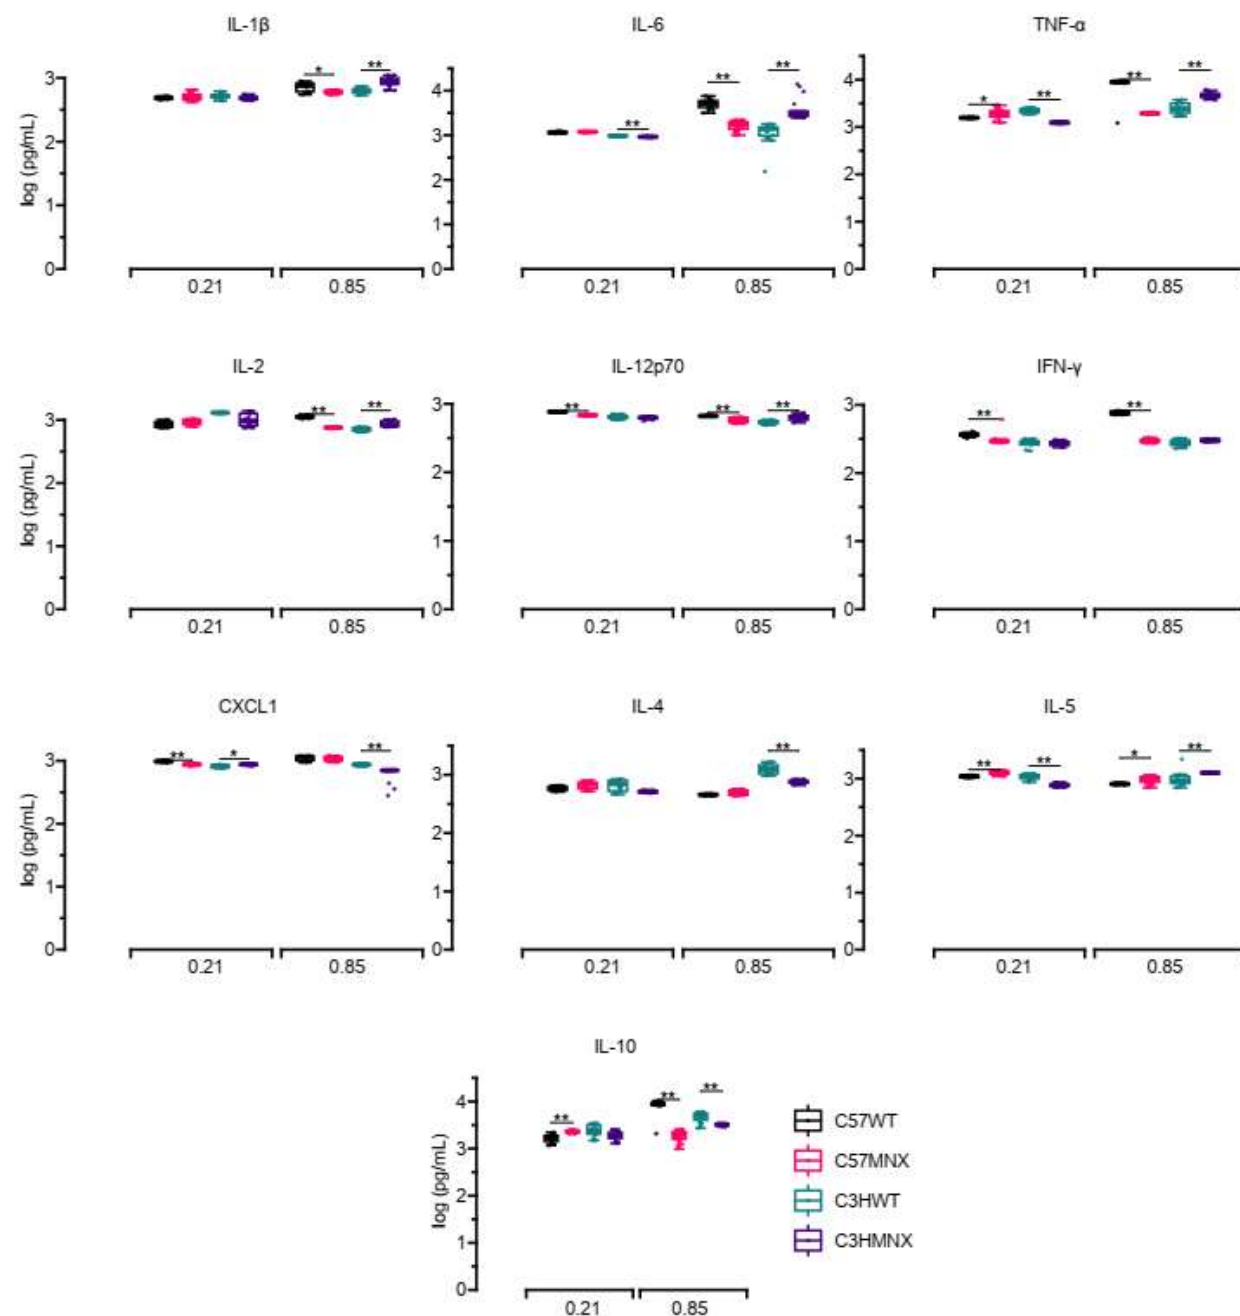 IL-1β IL-6 TNF-α
* ** ** ** ** * ** ** **
log (pg/mL)
3 2 1 0
4 3 2 1 0
4 3 2 1 0
0.21 0.85 0.21 0.85 0.21 0.85
IL-2 IL-12p70 IFN-γ
** ** ** ** ** ** **
log (pg/mL)
3 2 1 0
3 2 1 0
3 2 1 0
0.21 0.85 0.21 0.85 0.21 0.85
CXCL1 IL-4 IL-5
** * ** ** ** ** * **
log (pg/mL)
3 2 1 0
3 2 1 0
3 2 1 0
0.21 0.85 0.21 0.85 0.21 0.85
IL-10
** ** **
log (pg/mL)
4 3 2 1 0
0.21 0.85
C57WT
C57MNX
C3HWT
C3HMNX